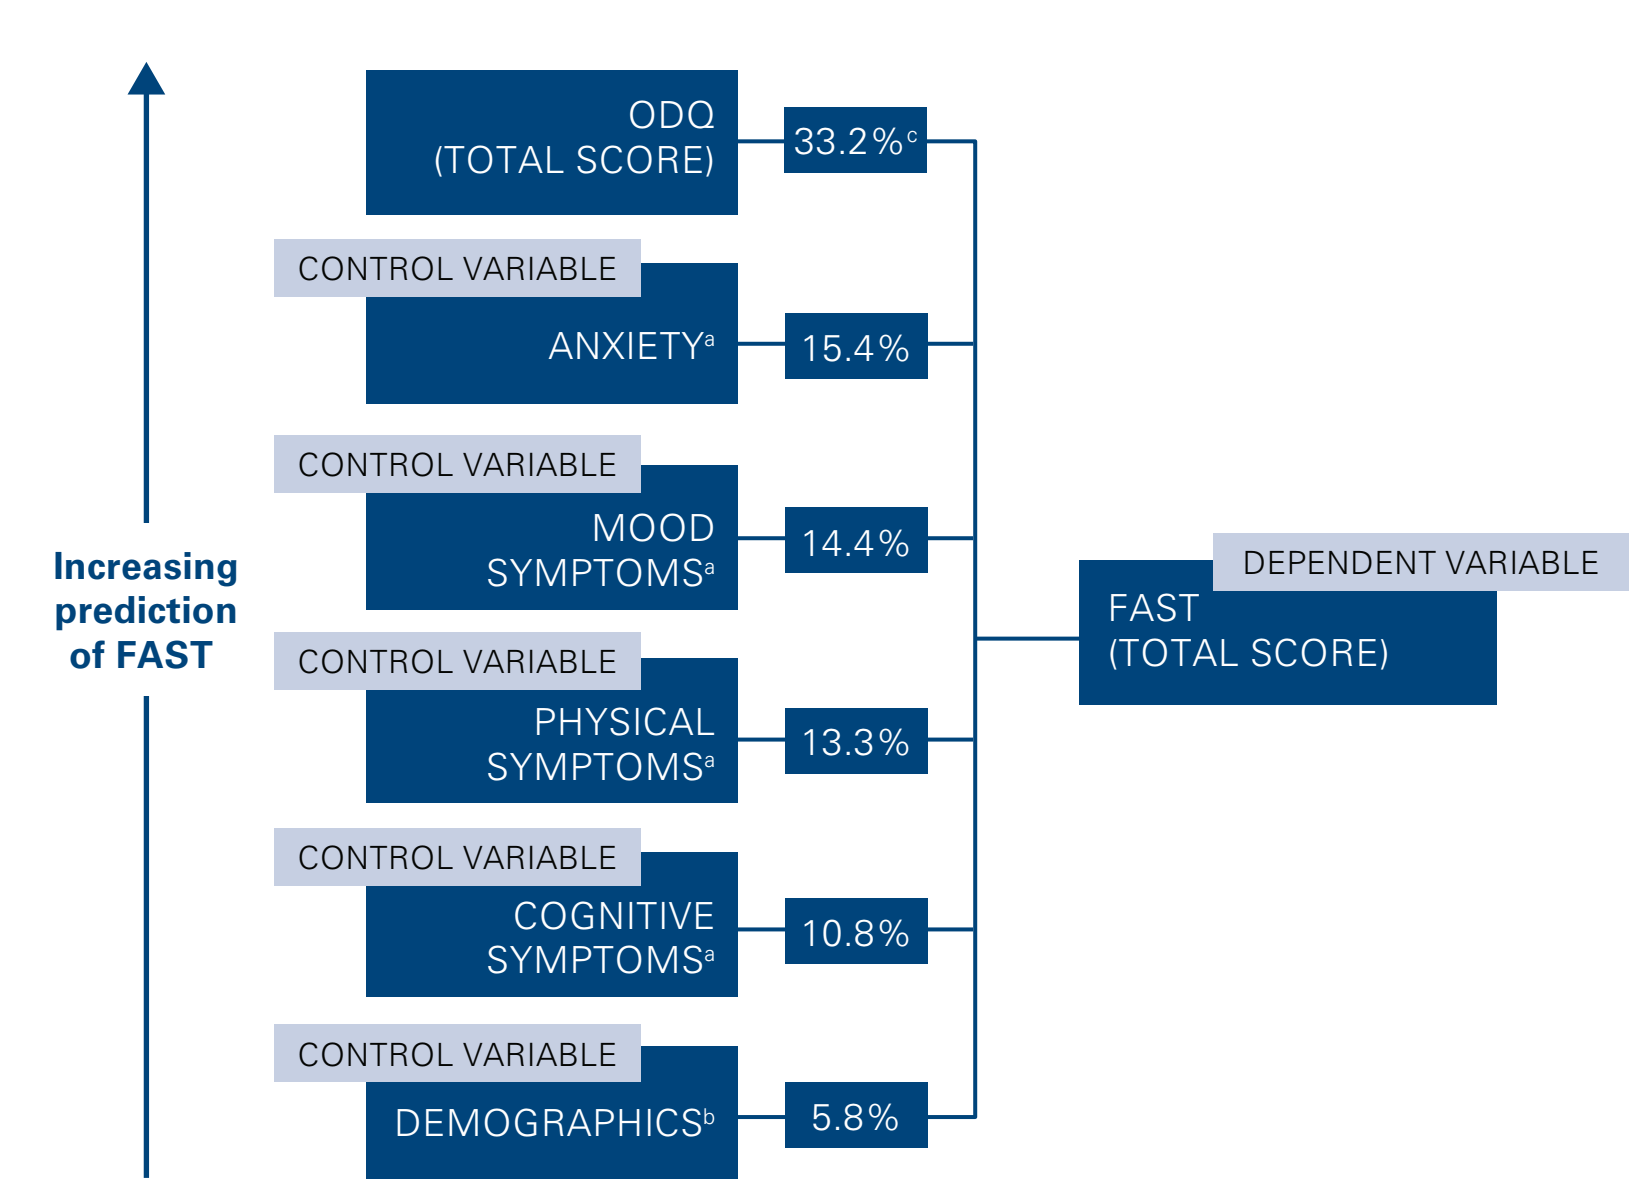 ODQ
(TOTAL SCORE)
33.2%c
CONTROL VARIABLE
ANXIETYa
15.4%
CONTROL VARIABLE
MOOD
SYMPTOMSa
14.4%
Increasing
prediction
of FAST
DEPENDENT VARIABLE
FAST
(TOTAL SCORE)
CONTROL VARIABLE
PHYSICAL
SYMPTOMSa
13.3%
CONTROL VARIABLE
COGNITIVE
SYMPTOMSa
10.8%
CONTROL VARIABLE
DEMOGRAPHICSb
5.8%